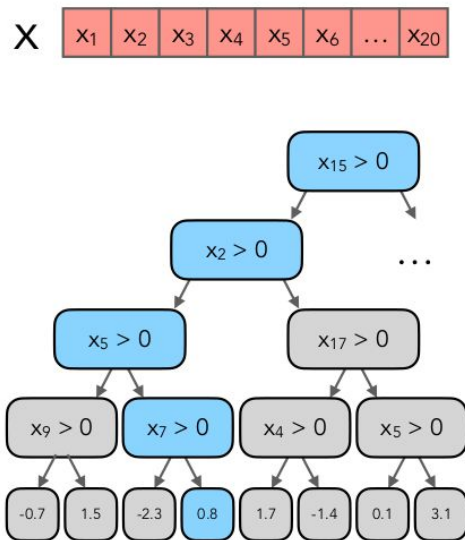 X x₁ x₂ x₃ x₄ x₅ x₆ ... x₂₀
x₁₅ > 0
x₂ > 0 ...
x₅ > 0 x₁₇ > 0
x₉ > 0 x₇ > 0 x₄ > 0 x₅ > 0
-0.7 1.5 -2.3 0.8 1.7 -1.4 0.1 3.1